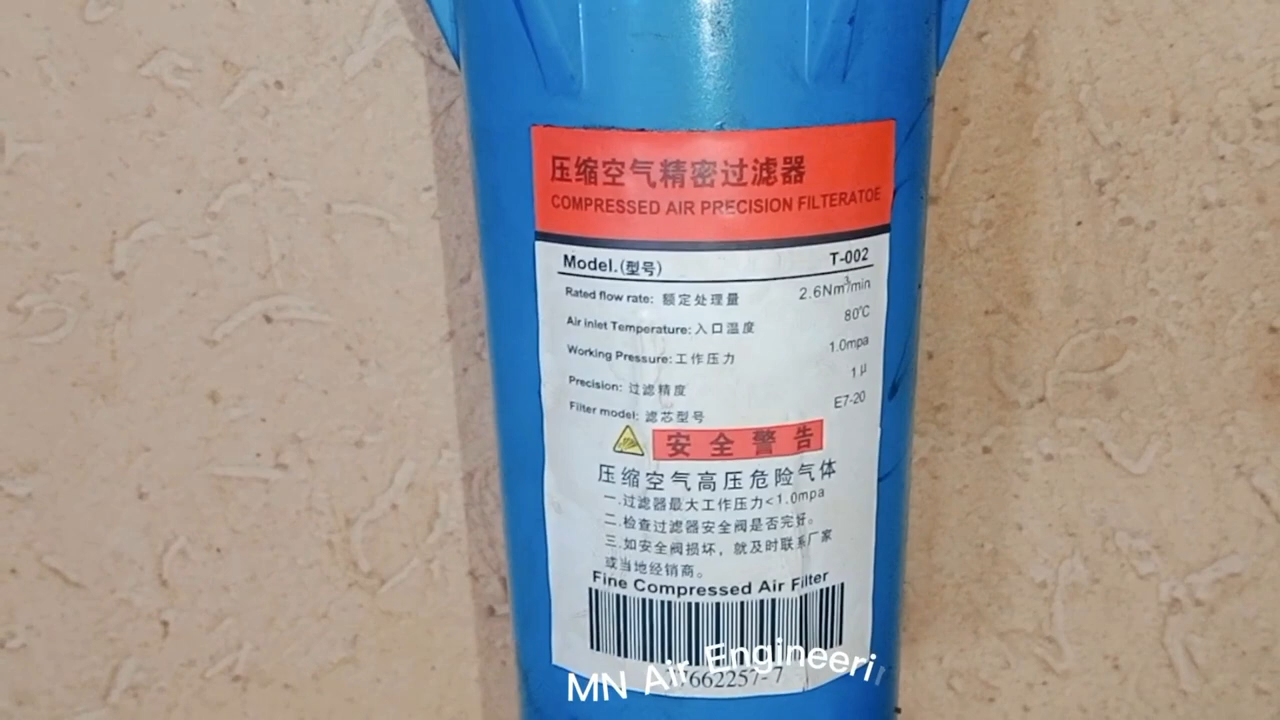 压缩空气精密过滤器
COMPRESSED AIR PRECISION FILTERATOE
Model.(型号) T-002
Rated flow rate: 额定处理量 2.6Nm³/min
Air inlet Temperature: 入口温度 80℃
Working Pressure: 工作压力 1.0mpa
Precision: 过滤精度 1μ
Filter model: 滤芯型号 E7-20
安全警告
压缩空气高压危险气体
一.过滤器最大工作压力<1.0mpa
二.检查过滤器安全阀是否完好。
三.如安全阀损坏，就及时联系厂家
或当地经销商。
Fine Compressed Air Filter
7662257-7
MN Air Engineeri